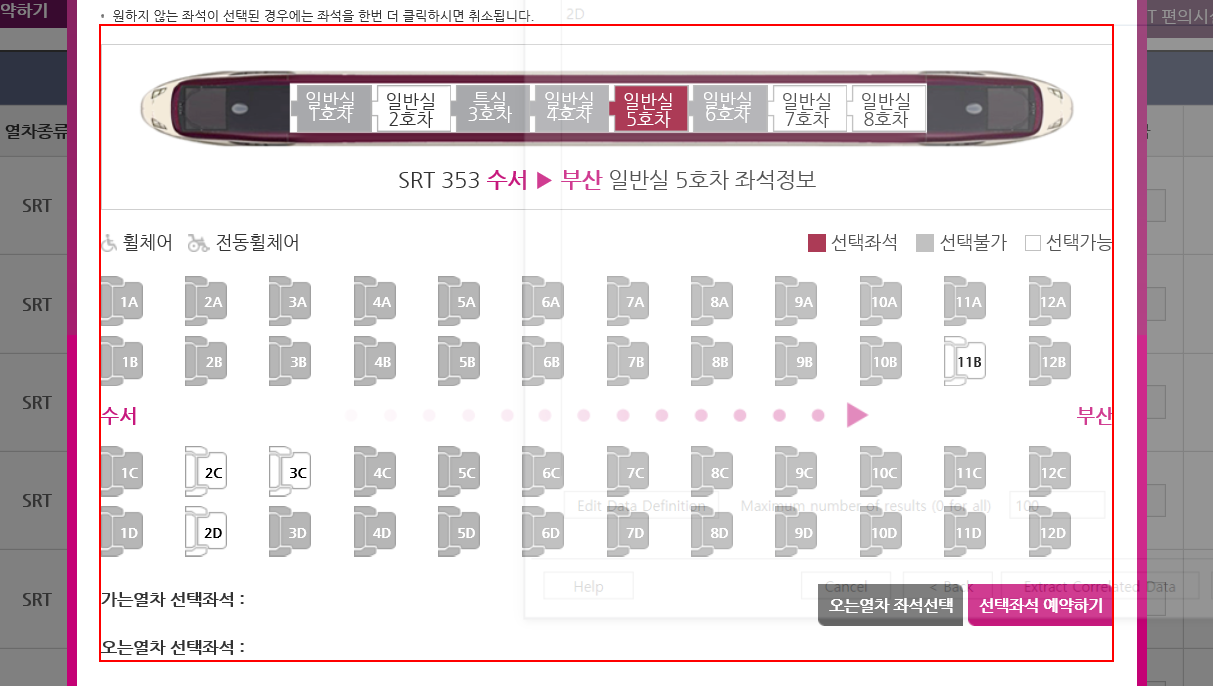 약하기
• 원하지 않는 좌석이 선택된 경우에는 좌석을 한번 더 클릭하시면 취소됩니다.
2D
T 편의시
일반실 1호차
일반실 2호차
특실 3호차
일반실 4호차
일반실 5호차
일반실 6호차
일반실 7호차
일반실 8호차
열차종류
SRT 353 수서 ▶ 부산 일반실 5호차 좌석정보
SRT
휠체어 전동휠체어 선택좌석 선택불가 선택가능
1A 2A 3A 4A 5A 6A 7A 8A 9A 10A 11A 12A
SRT
1B 2B 3B 4B 5B 6B 7B 8B 9B 10B 11B 12B
SRT
수서 부산
1C 2C 3C 4C 5C 6C 7C 8C 9C 10C 11C 12C
SRT
Edit Data Definition Maximum number of results (0 for all) 100
1D 2D 3D 4D 5D 6D 7D 8D 9D 10D 11D 12D
Help Cancel < Back Extract Correlated Data
SRT
가는열차 선택좌석 :
오는열차 좌석선택 선택좌석 예약하기
오는열차 선택좌석 :